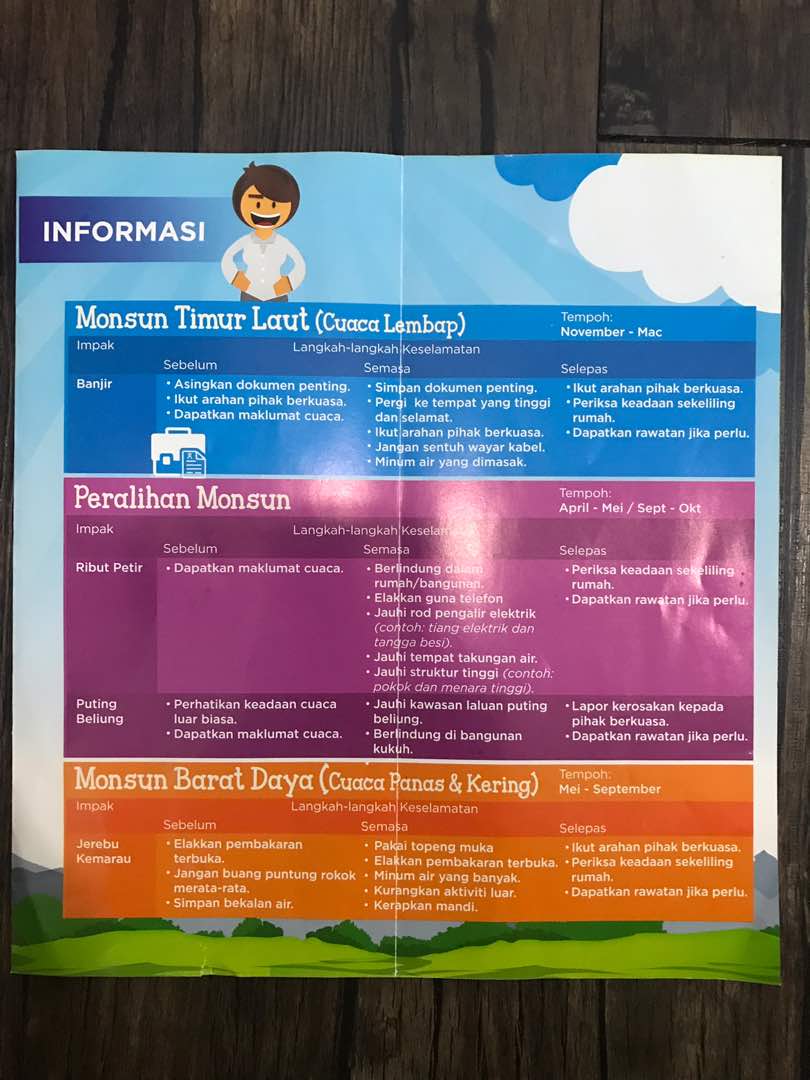 INFORMASI
Monsun Timur Laut (Cuaca Lembap)
Tempoh:
November - Mac
Impak
Langkah-langkah Keselamatan
Sebelum
Semasa
Selepas
Banjir
• Asingkan dokumen penting.
• Ikut arahan pihak berkuasa.
• Dapatkan maklumat cuaca.
• Simpan dokumen penting.
• Pergi ke tempat yang tinggi
dan selamat.
• Ikut arahan pihak berkuasa.
• Jangan sentuh wayar kabel.
• Minum air yang dimasak.
• Ikut arahan pihak berkuasa.
• Periksa keadaan sekeliling
rumah.
• Dapatkan rawatan jika perlu.
Peralihan Monsun
Tempoh:
April - Mei / Sept - Okt
Impak
Langkah-langkah Keselamatan
Sebelum
Semasa
Selepas
Ribut Petir
• Dapatkan maklumat cuaca.
• Berlindung dalam
rumah/bangunan.
• Elakkan guna telefon
• Jauhi rod pengalir elektrik
(contoh: tiang elektrik dan
tangga besi).
• Jauhi tempat takungan air.
• Jauhi struktur tinggi (contoh:
pokok dan menara tinggi).
• Periksa keadaan sekeliling
rumah.
• Dapatkan rawatan jika perlu.
Puting
Beliung
• Perhatikan keadaan cuaca
luar biasa.
• Dapatkan maklumat cuaca.
• Jauhi kawasan laluan puting
beliung.
• Berlindung di bangunan
kukuh.
• Lapor kerosakan kepada
pihak berkuasa.
• Dapatkan rawatan jika perlu.
Monsun Barat Daya (Cuaca Panas & Kering)
Tempoh:
Mei - September
Impak
Langkah-langkah Keselamatan
Sebelum
Semasa
Selepas
Jerebu
Kemarau
• Elakkan pembakaran
terbuka.
• Jangan buang puntung rokok
merata-rata.
• Simpan bekalan air.
• Pakai topeng muka
• Elakkan pembakaran terbuka.
• Minum air yang banyak.
• Kurangkan aktiviti luar.
• Kerapkan mandi.
• Ikut arahan pihak berkuasa.
• Periksa keadaan sekeliling
rumah.
• Dapatkan rawatan jika perlu.